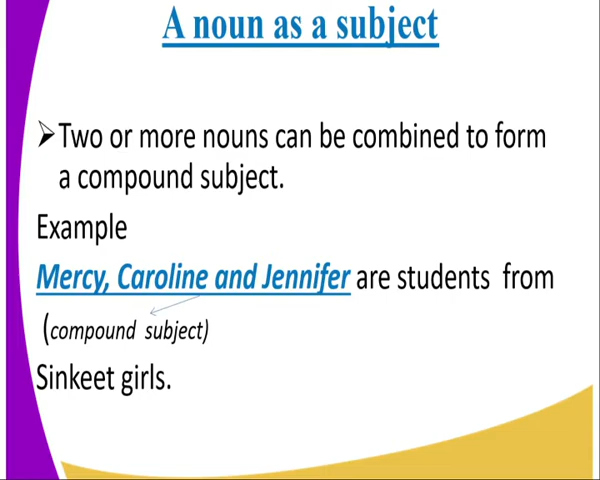 A noun as a subject
➢Two or more nouns can be combined to form
a compound subject.
Example
Mercy, Caroline and Jennifer are students from
(compound subject)
Sinkeet girls.